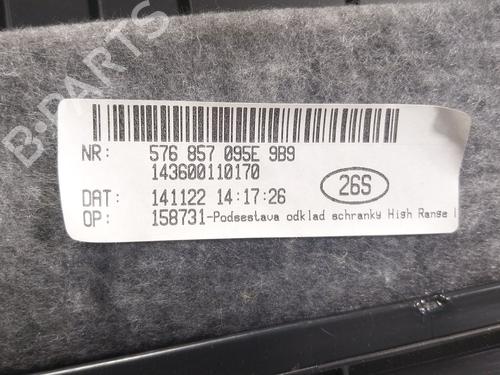 B-PARTS
NR: 576 857 095E 9B9
143600110170
DAT: 141122 14:17:26
26S
OP: 158731-Podsestava odklad schranky High Range